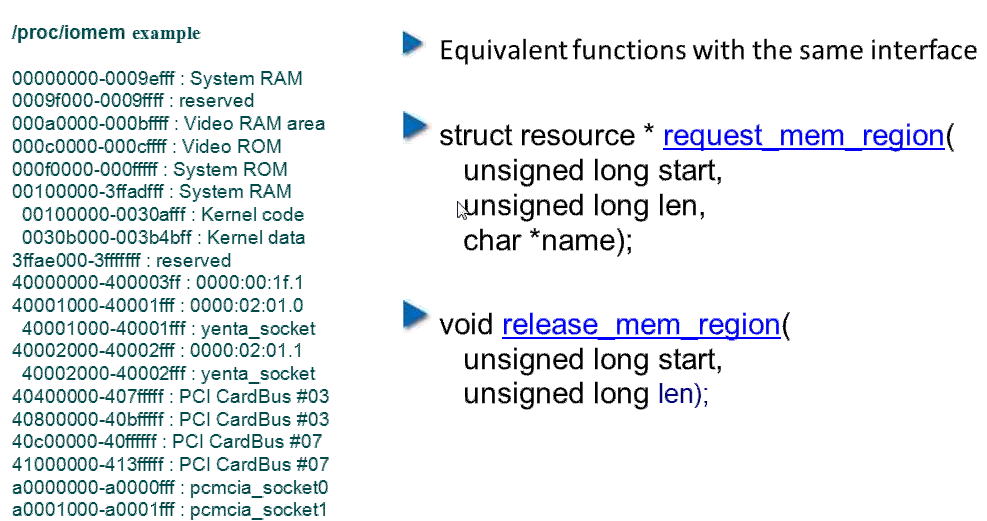 /proc/iomem example
00000000-0009efff : System RAM
0009f000-0009ffff : reserved
000a0000-000bffff : Video RAM area
000c0000-000cffff : Video ROM
000f0000-000fffff : System ROM
00100000-3ffadfff : System RAM
00100000-0030afff : Kernel code
0030b000-003b4bff : Kernel data
3ffae000-3fffffff : reserved
40000000-400003ff : 0000:00:1f.1
40001000-40001fff : 0000:02:01.0
40001000-40001fff : yenta_socket
40002000-40002fff : 0000:02:01.1
40002000-40002fff : yenta_socket
40400000-407fffff : PCI CardBus #03
40800000-40bfffff : PCI CardBus #03
40c00000-40ffffff : PCI CardBus #07
41000000-413fffff : PCI CardBus #07
a0000000-a0000fff : pcmcia_socket0
a0001000-a0001fff : pcmcia_socket1
Equivalent functions with the same interface
struct resource * request_mem_region(
unsigned long start,
unsigned long len,
char *name);
void release_mem_region(
unsigned long start,
unsigned long len);